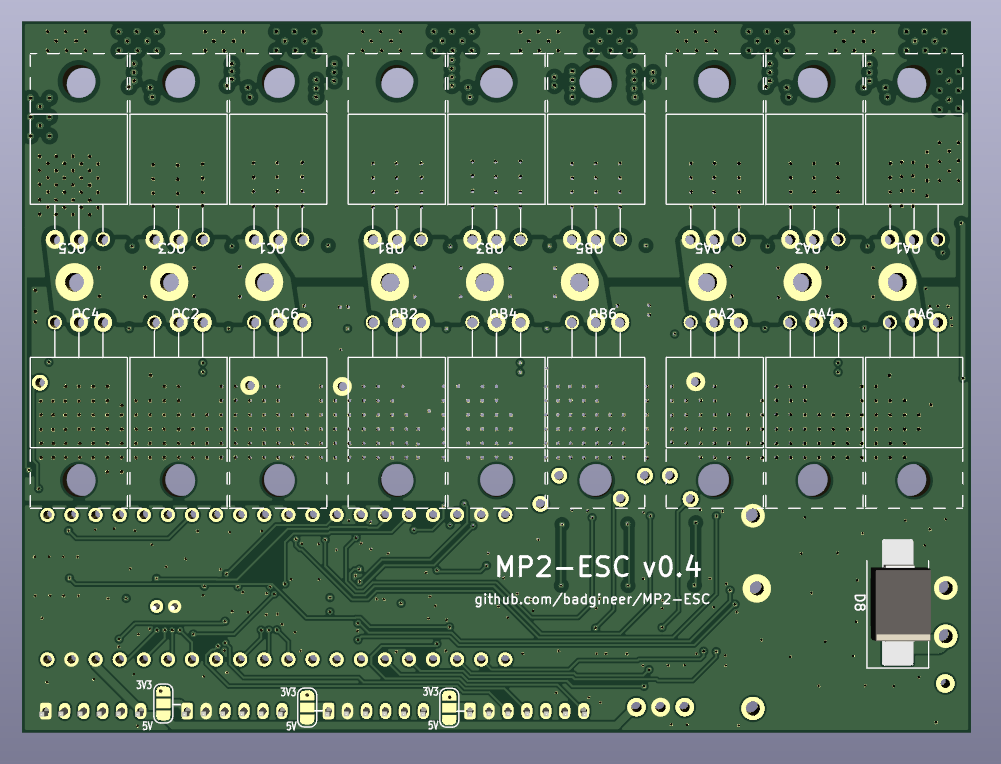 QC5 QC3 QC1 QB1 QB3 QB5 QA5 QA3 QA1
QC4 QC2 QC6 QB2 QB4 QB6 QA2 QA4 QA6
MP2-ESC v0.4
github.com/badgineer/MP2-ESC
D8
3V3 3V3 3V3
5V 5V 5V